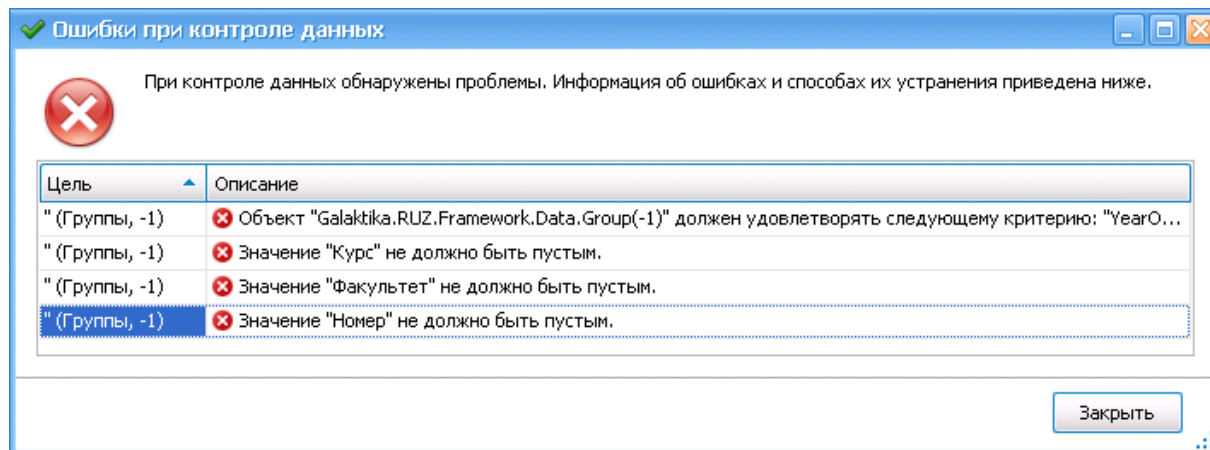 Ошибки при контроле данных
При контроле данных обнаружены проблемы. Информация об ошибках и способах их устранения приведена ниже.
Цель Описание
'' (Группы, -1) Объект "Galaktika.RUZ.Framework.Data.Group(-1)" должен удовлетворять следующему критерию: "YearO...
'' (Группы, -1) Значение "Курс" не должно быть пустым.
'' (Группы, -1) Значение "Факультет" не должно быть пустым.
'' (Группы, -1) Значение "Номер" не должно быть пустым.
Закрыть